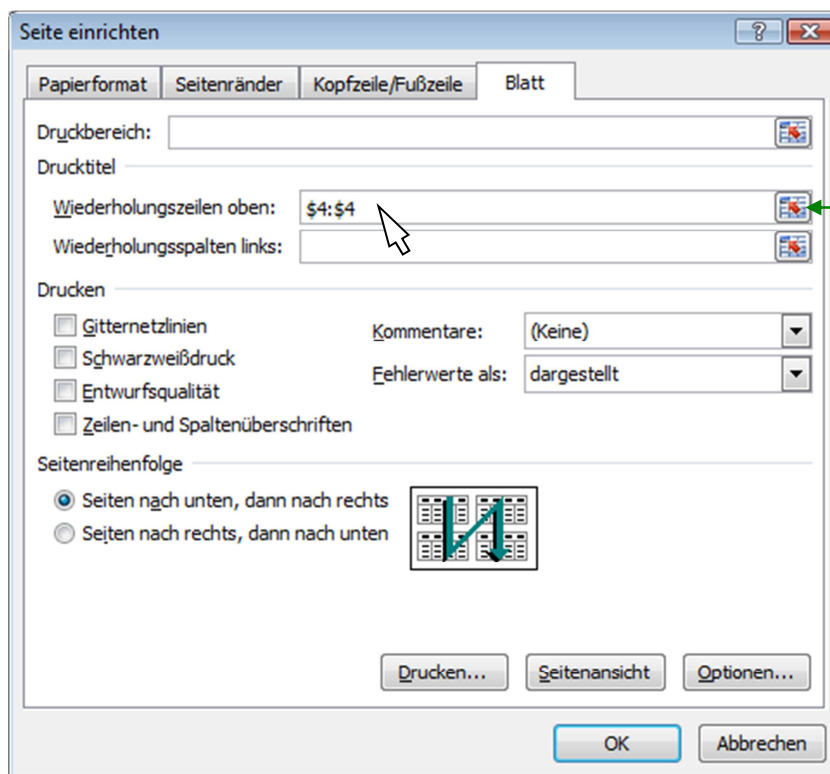 Seite einrichten
Papierformat Seitenränder Kopfzeile/Fußzeile Blatt
Druckbereich:
Drucktitel
Wiederholungszeilen oben: $4:$4
Wiederholungsspalten links:
Drucken
Gitternetzlinien
Kommentare: (Keine)
Schwarzweißdruck
Fehlerwerte als: dargestellt
Entwurfsqualität
Zeilen- und Spaltenüberschriften
Seitenreihenfolge
Seiten nach unten, dann nach rechts
Seiten nach rechts, dann nach unten
Drucken... Seitenansicht Optionen...
OK Abbrechen